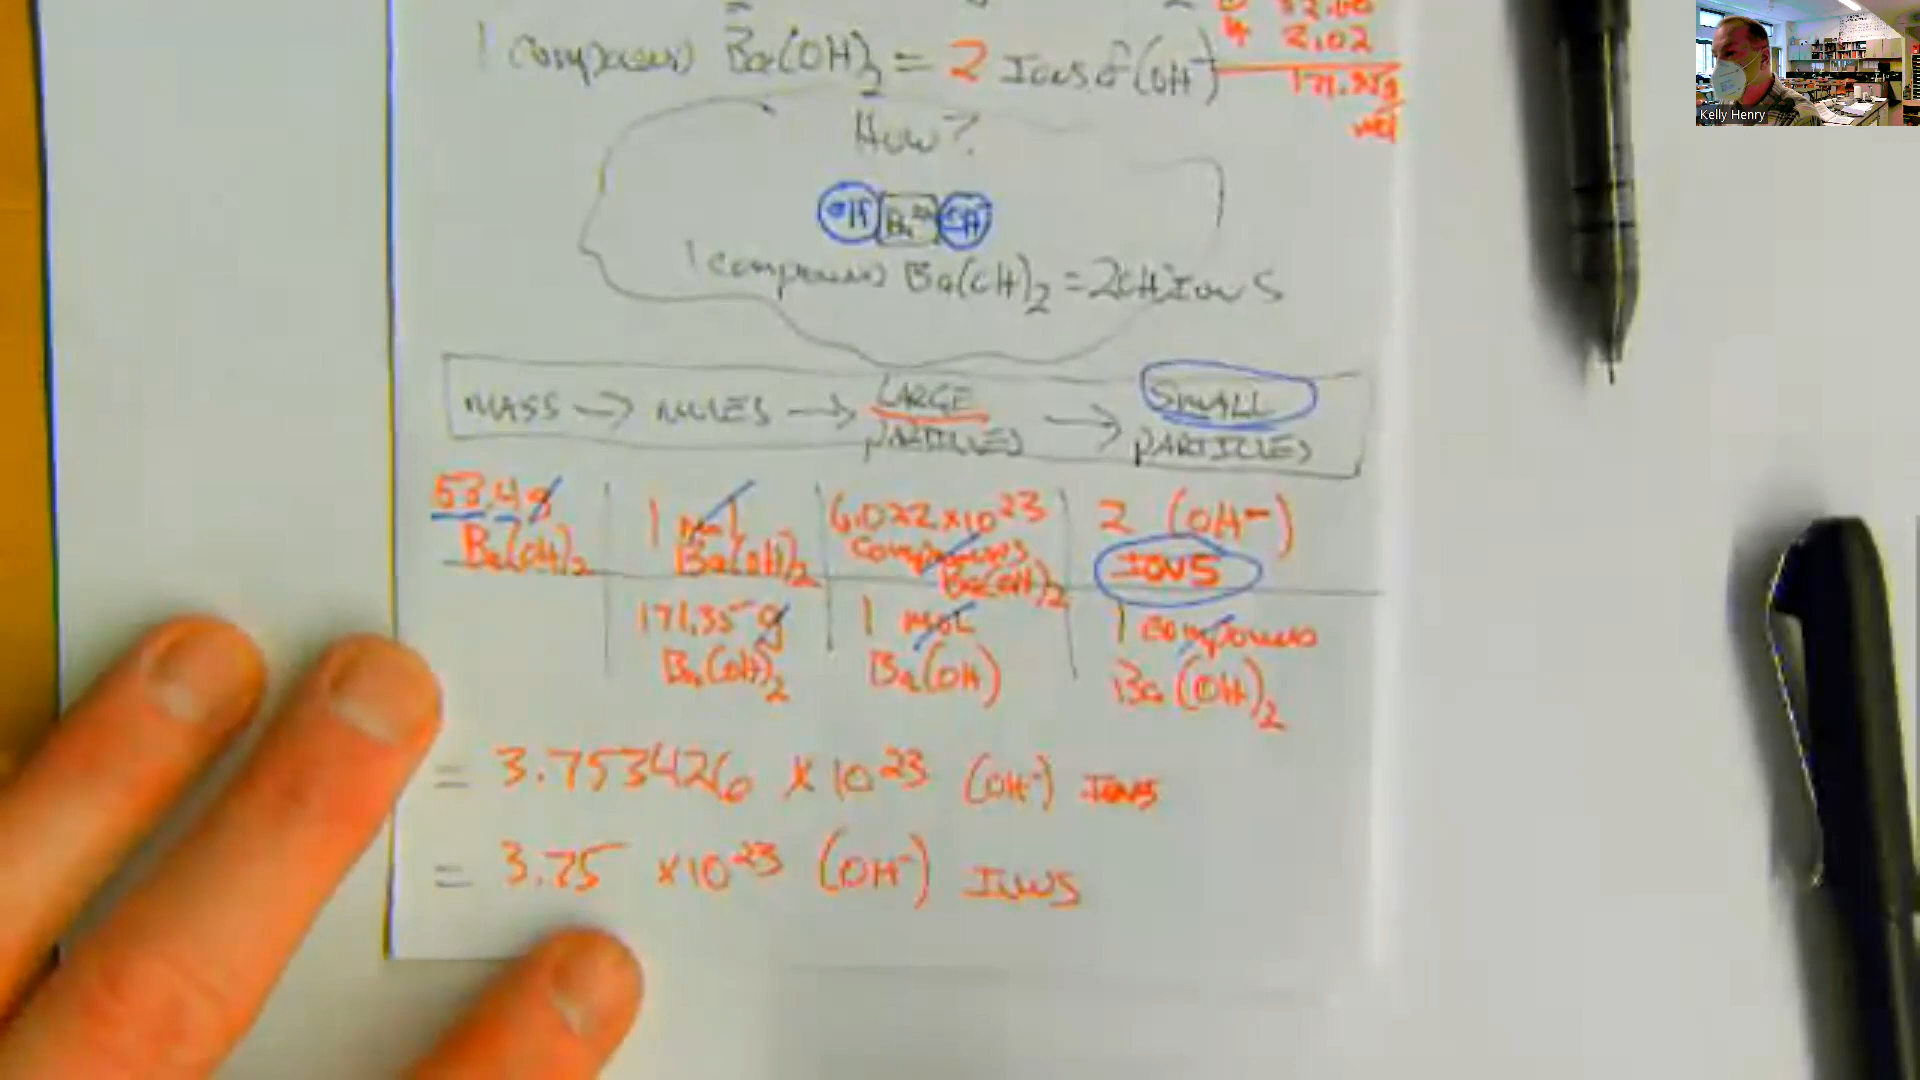 2.02
1 compound Ba(OH)2 = 2 Ions of (OH-)
171.35g
mol
How?
OH Ba OH
1 compound Ba(OH)2 = 2 OH Ions
MASS → MOLES → LARGE PARTICLES → SMALL PARTICLES
53.4g Ba(OH)2 | 1 mol Ba(OH)2 | 6.022 x 10^23 compounds Ba(OH)2 | 2 (OH-) IONS
171.35 g Ba(OH)2 | 1 mol Ba(OH) | 1 compound Ba(OH)2
= 3.753426 x 10^23 (OH-) IONS
= 3.75 x 10^23 (OH-) IONS
Kelly Henry